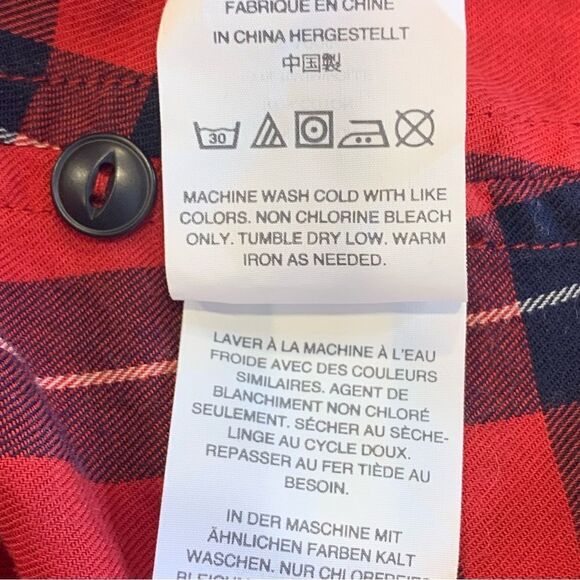 FABRIQUÉ EN CHINE
IN CHINA HERGESTELLT
中国製
30
MACHINE WASH COLD WITH LIKE
COLORS. NON CHLORINE BLEACH
ONLY. TUMBLE DRY LOW. WARM
IRON AS NEEDED.
LAVER À LA MACHINE À L'EAU
FROIDE AVEC DES COULEURS
SIMILAIRES. AGENT DE
BLANCHIMENT NON CHLORÉ
SEULEMENT. SÉCHER AU SÈCHE-
LINGE AU CYCLE DOUX.
REPASSER AU FER TIÈDE AU
BESOIN.
IN DER MASCHINE MIT
ÄHNLICHEN FARBEN KALT
WASCHEN. NUR CHLORFREIE